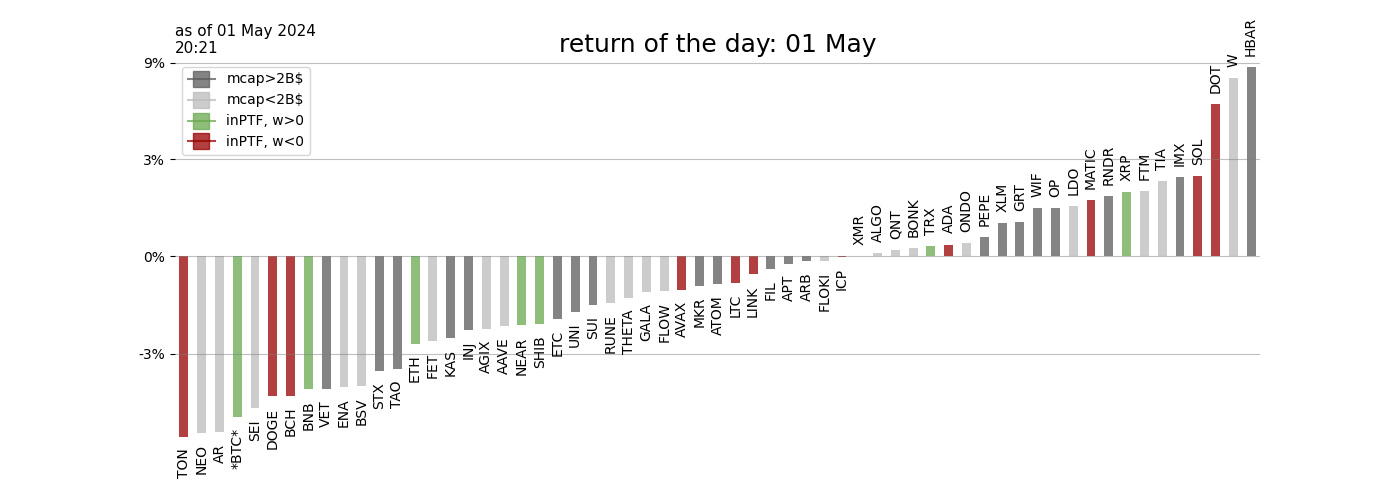 as of 01 May 2024
20:21
return of the day: 01 May
9%
3%
0%
-3%
mcap>2B$
mcap<2B$
inPTF, w>0
inPTF, w<0
TON
NEO
AR
*BTC*
SEI
DOGE
BCH
BNB
VET
ENA
BSV
STX
TAO
ETH
FET
KAS
INJ
AGIX
AAVE
NEAR
SHIB
ETC
UNI
SUI
RUNE
THETA
GALA
FLOW
AVAX
MKR
ATOM
LTC
LINK
FIL
APT
ARB
FLOKI
ICP
XMR
ALGO
QNT
BONK
TRX
ADA
ONDO
PEPE
XLM
GRT
WIF
OP
LDO
MATIC
RNDR
XRP
FTM
TIA
IMX
SOL
DOT
W
HBAR